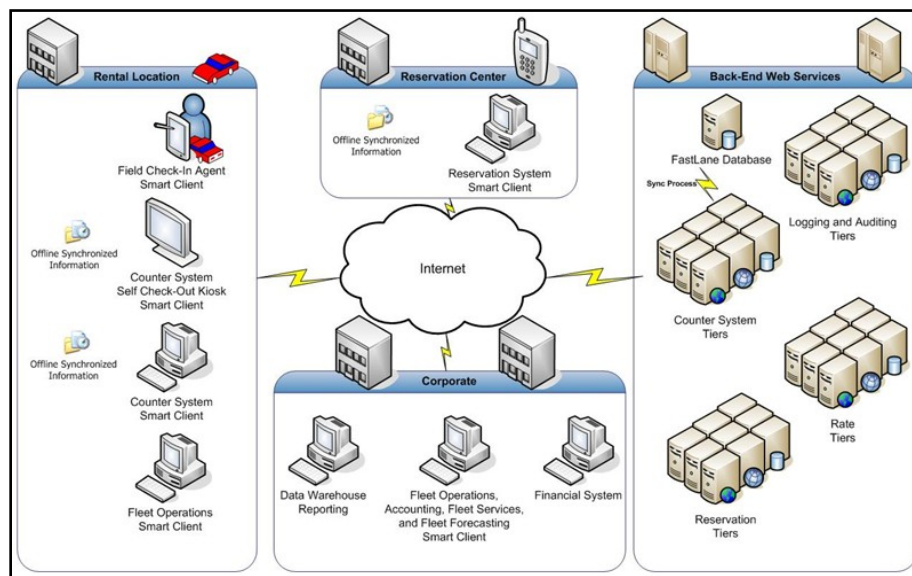 Rental Location
Field Check-In Agent
Smart Client
Offline Synchronized
Information
Counter System
Self Check-Out Kiosk
Smart Client
Offline Synchronized
Information
Counter System
Smart Client
Fleet Operations
Smart Client
Reservation Center
Offline Synchronized
Information
Reservation System
Smart Client
Internet
Corporate
Data Warehouse
Reporting
Fleet Operations,
Accounting, Fleet Services,
and Fleet Forecasting
Smart Client
Financial System
Back-End Web Services
FastLane Database
Sync Process
Logging and Auditing
Tiers
Counter System
Tiers
Rate
Tiers
Reservation
Tiers